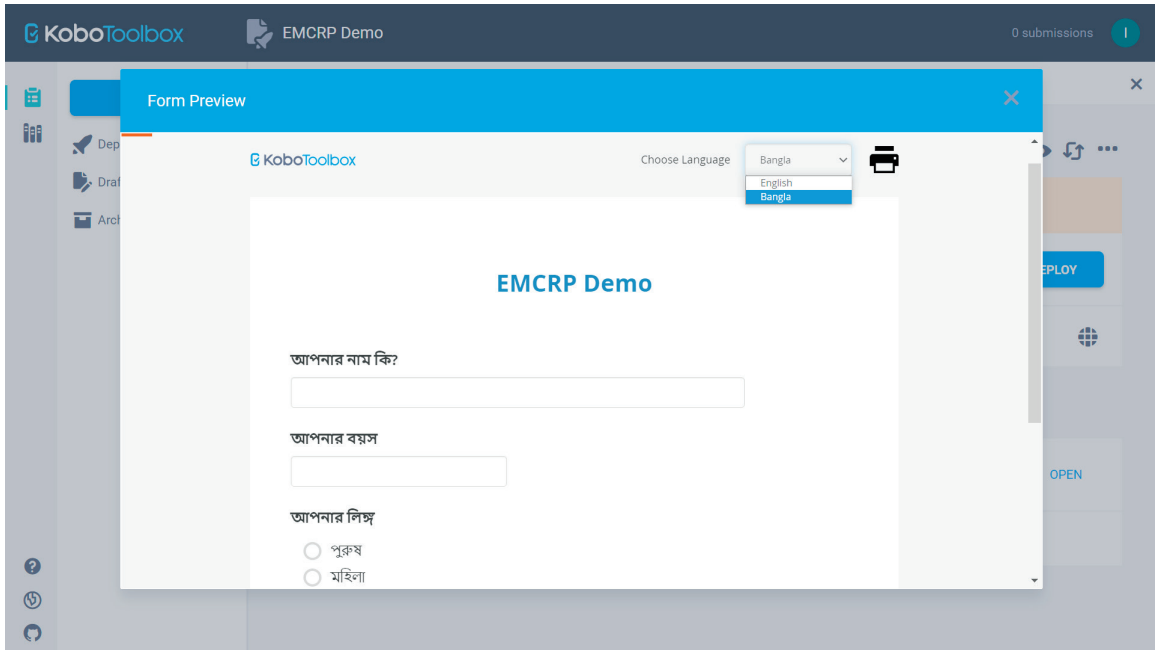 KoboToolbox
EMCRP Demo
0 submissions
I
Form Preview
Dep
Draf
Arch
KoboToolbox
Choose Language
Bangla
English
Bangla
EMCRP Demo
EPLOY
আপনার নাম কি?
আপনার বয়স
OPEN
আপনার লিঙ্গ
পুরুষ
মহিলা